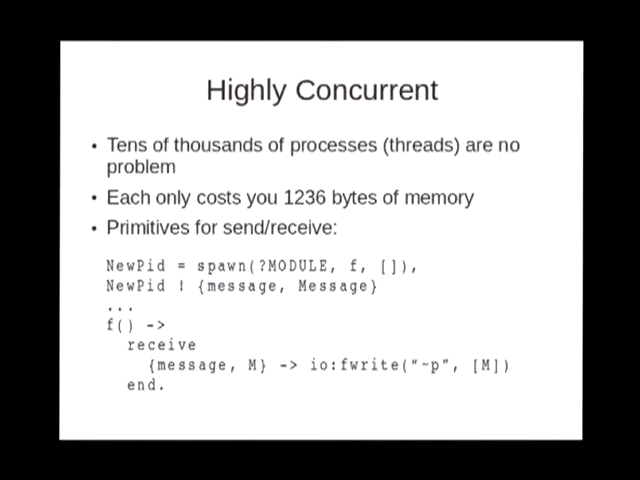 Highly Concurrent
• Tens of thousands of processes (threads) are no
problem
• Each only costs you 1236 bytes of memory
• Primitives for send/receive:
NewPid = spawn(?MODULE, f, []),
NewPid ! {message, Message}
...
f() ->
receive
{message, M} -> io:fwrite(“~p”, [M])
end.